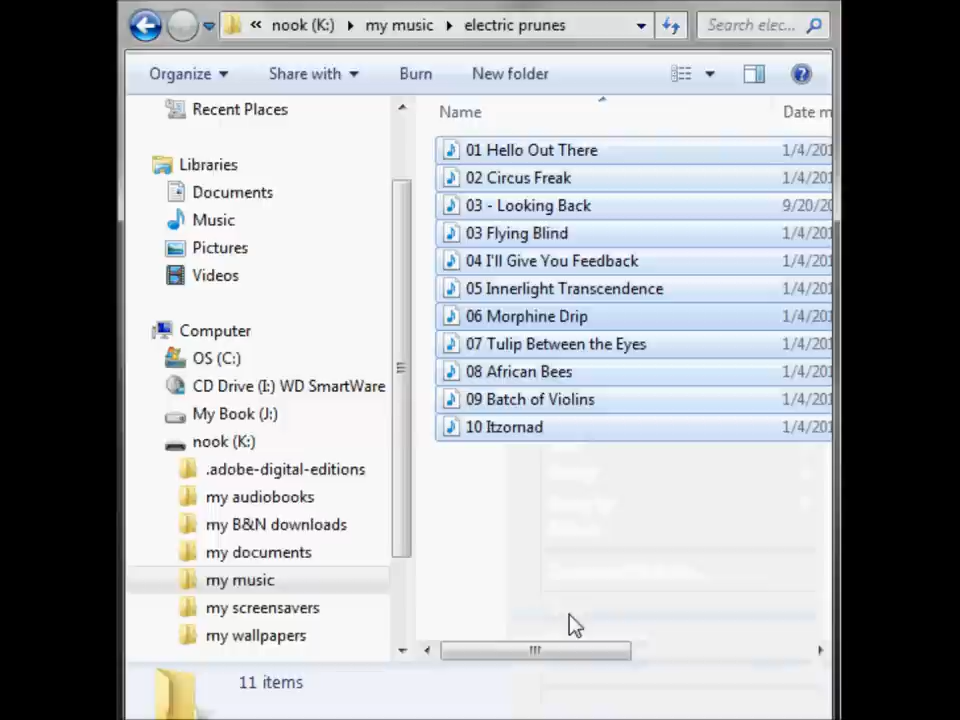 « nook (K:) ▸ my music ▸ electric prunes
Search elec...
Organize Share with Burn New folder
Name Date m
Recent Places
Libraries
Documents
Music
Pictures
Videos
Computer
OS (C:)
CD Drive (I:) WD SmartWare
My Book (J:)
nook (K:)
.adobe-digital-editions
my audiobooks
my B&N downloads
my documents
my music
my screensavers
my wallpapers
01 Hello Out There 1/4/201
02 Circus Freak 1/4/201
03 - Looking Back 9/20/20
03 Flying Blind 1/4/201
04 I'll Give You Feedback 1/4/201
05 Innerlight Transcendence 1/4/201
06 Morphine Drip 1/4/201
07 Tulip Between the Eyes 1/4/201
08 African Bees 1/4/201
09 Batch of Violins 1/4/201
10 Itzornad 1/4/201
11 items